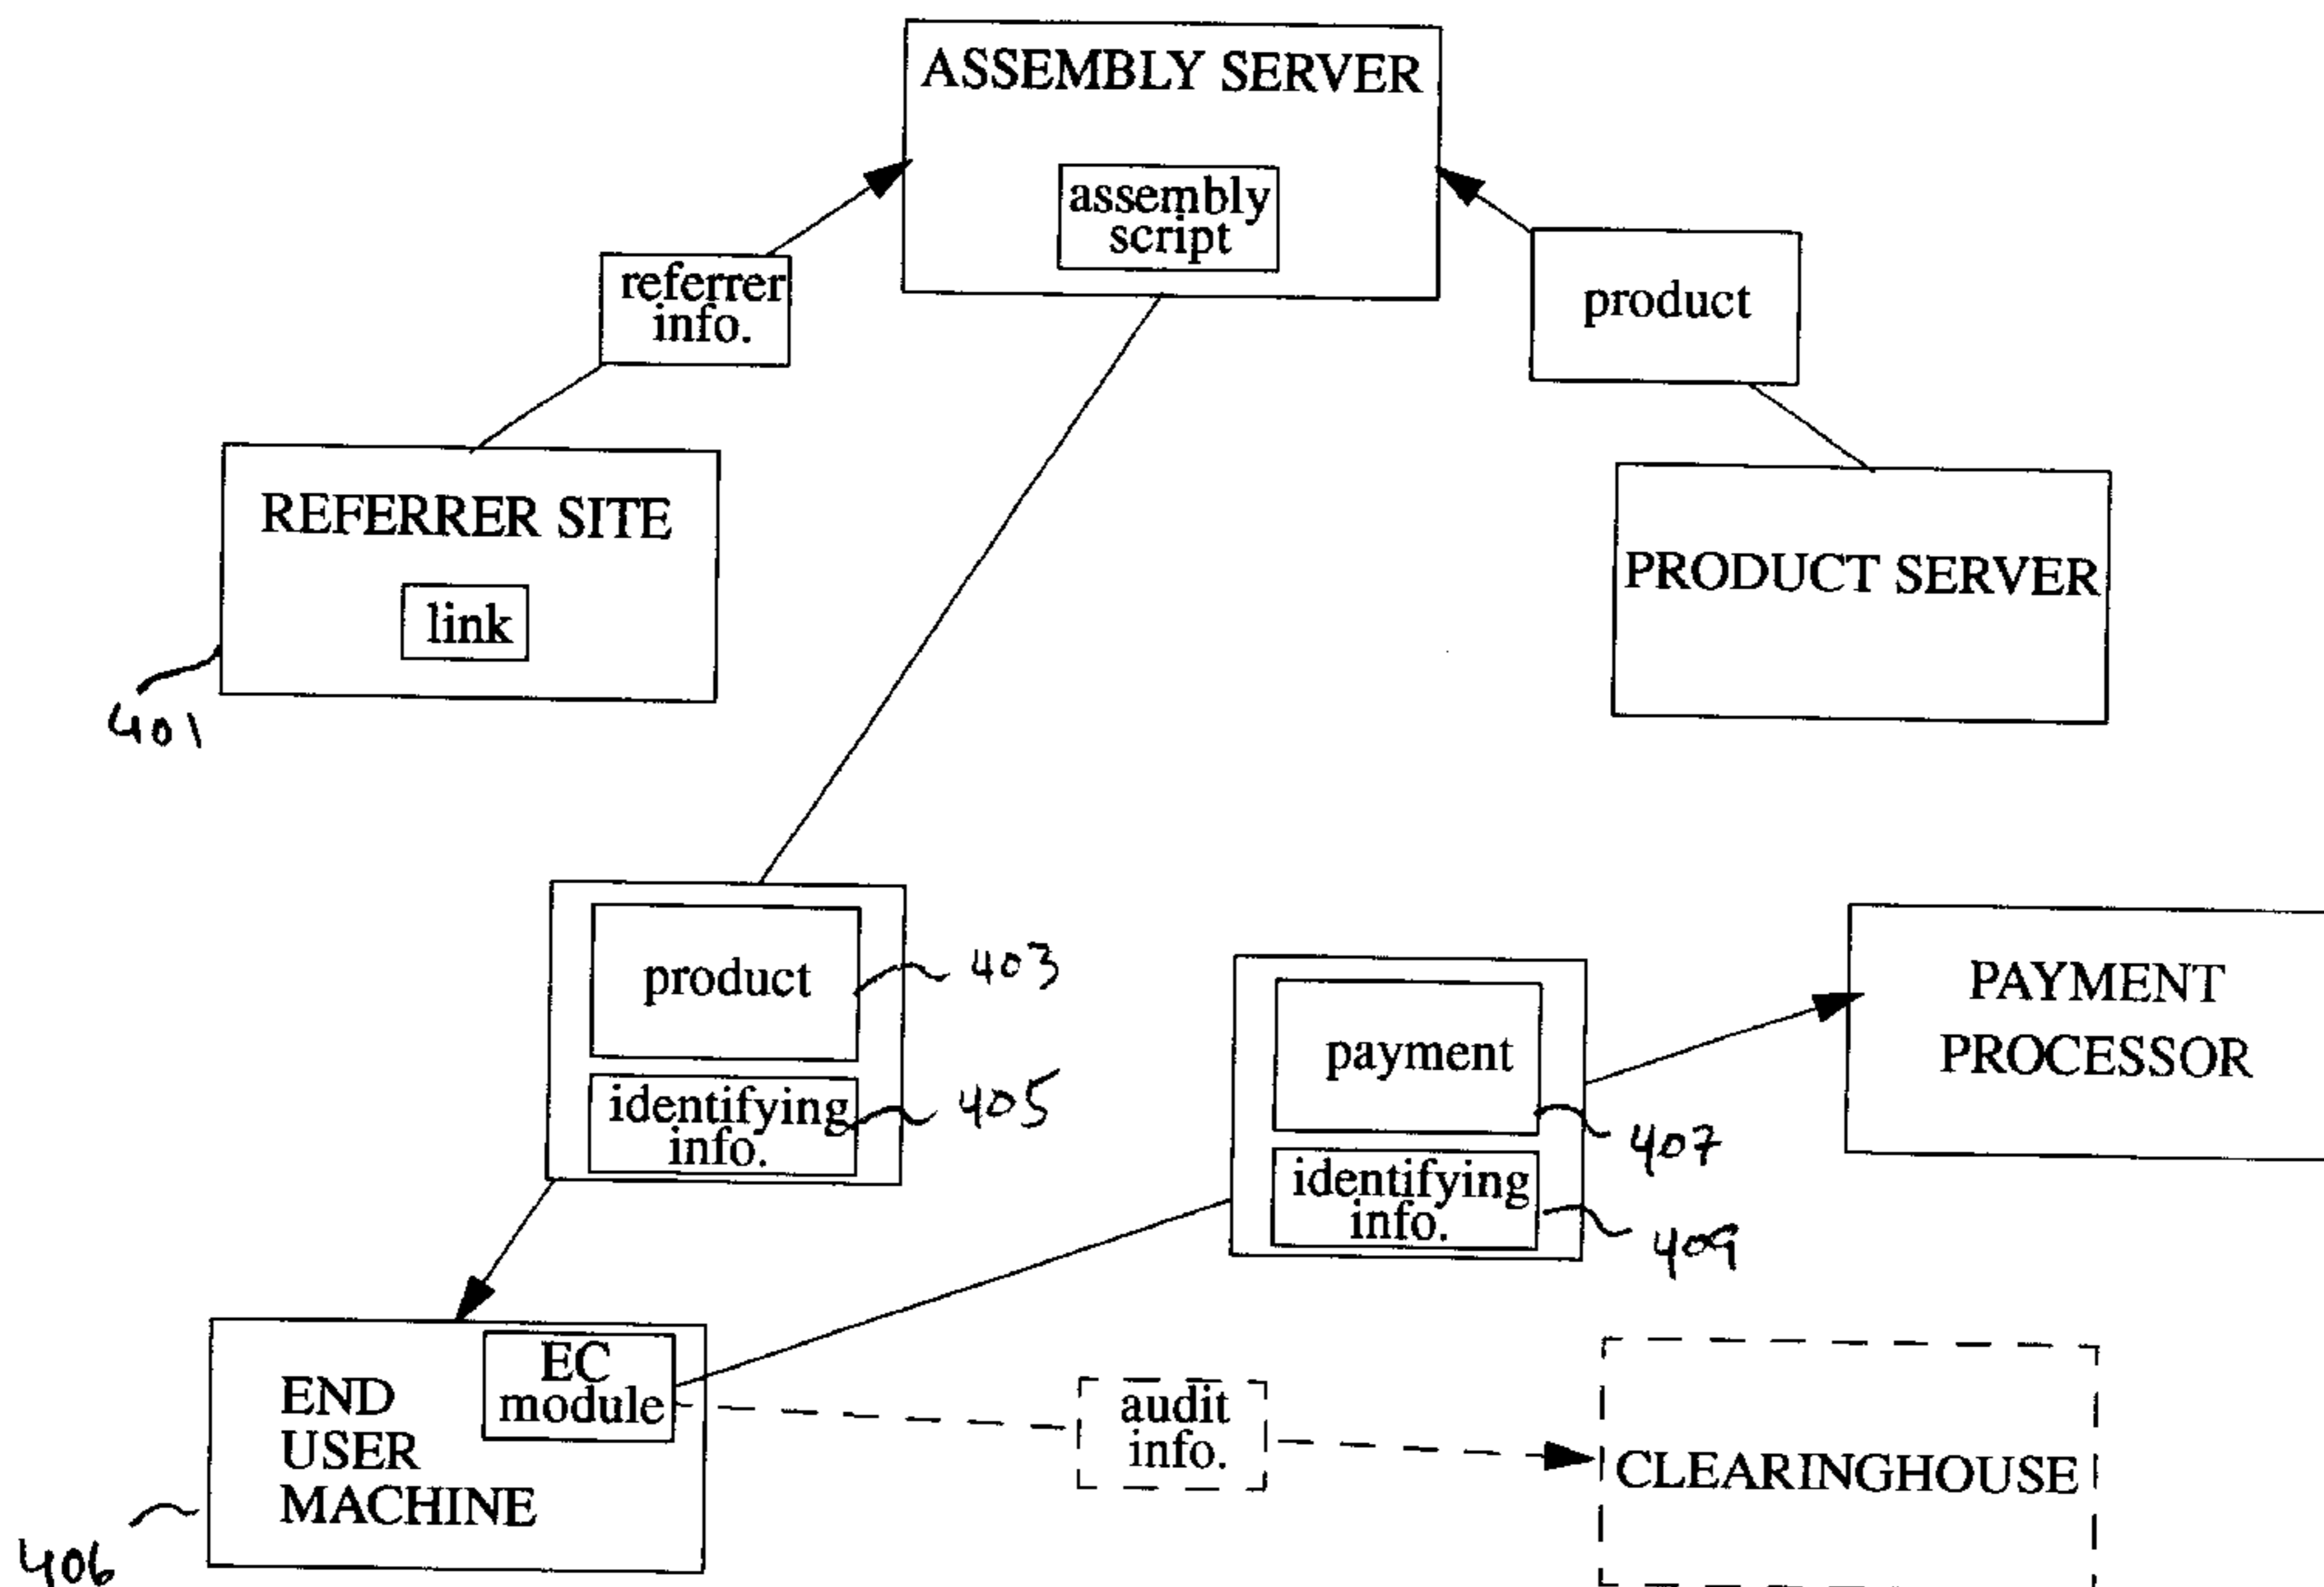 ASSEMBLY SERVER
assembly
script
referrer
info.
product
REFERRER SITE
link
401
PRODUCT SERVER
product
403
identifying
info.
405
payment
407
identifying
info.
409
PAYMENT
PROCESSOR
EC
module
END
USER
MACHINE
406
audit
info.
CLEARINGHOUSE